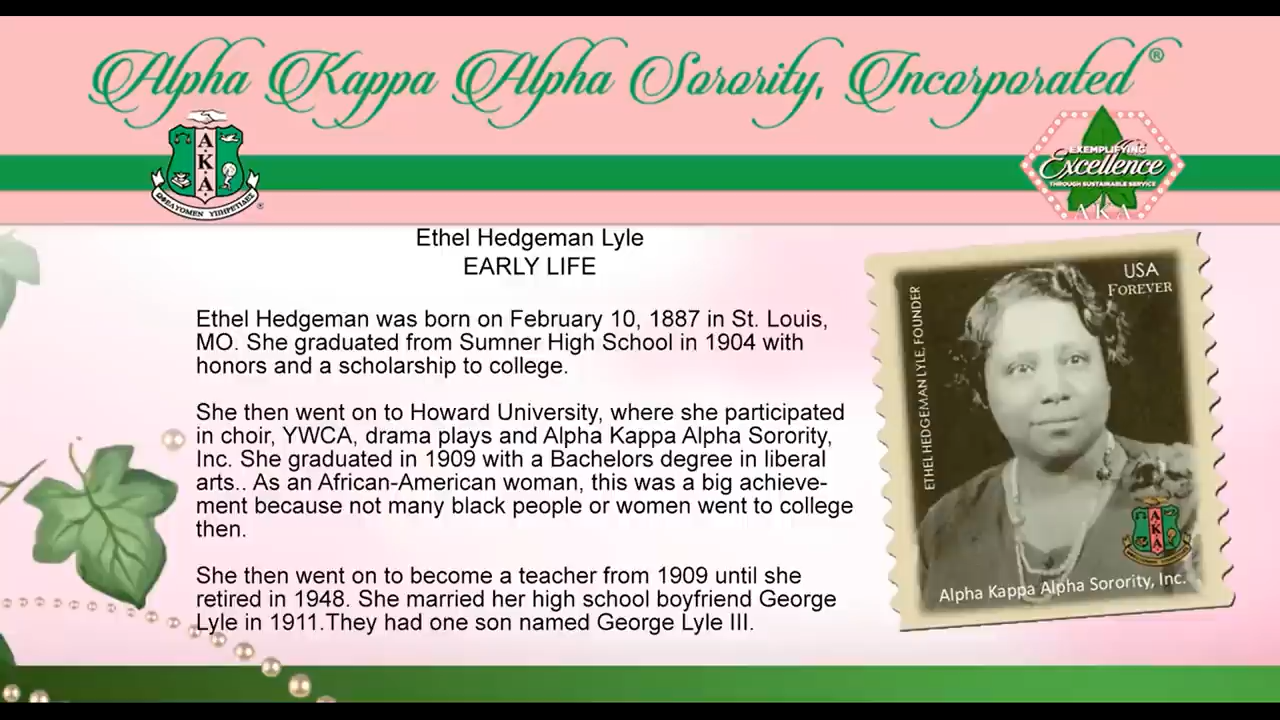 Alpha Kappa Alpha Sorority, Incorporated®
A
K
A
ΩΦΕΛΥΟΜΕΝ ΥΠΗΡΕΤΙΔΕΣ
EXEMPLIFYING
Excellence
THROUGH SUSTAINABLE SERVICE
AKA
Ethel Hedgeman Lyle
EARLY LIFE
Ethel Hedgeman was born on February 10, 1887 in St. Louis,
MO. She graduated from Sumner High School in 1904 with
honors and a scholarship to college.
She then went on to Howard University, where she participated
in choir, YWCA, drama plays and Alpha Kappa Alpha Sorority,
Inc. She graduated in 1909 with a Bachelors degree in liberal
arts.. As an African-American woman, this was a big achieve-
ment because not many black people or women went to college
then.
She then went on to become a teacher from 1909 until she
retired in 1948. She married her high school boyfriend George
Lyle in 1911.They had one son named George Lyle III.
USA
FOREVER
ETHEL HEDGEMAN LYLE, FOUNDER
A
K
A
Alpha Kappa Alpha Sorority, Inc.